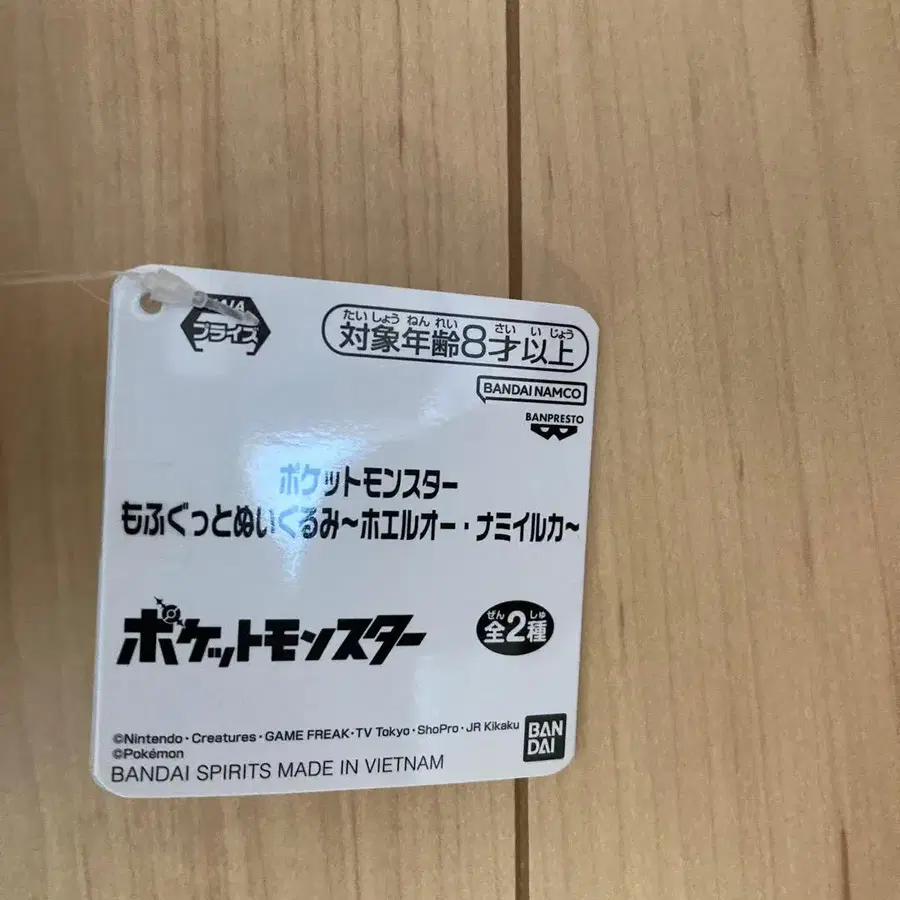 プライズ
たいしょう ねん れい さい い じょう
対象年齢8才以上
BANDAI NAMCO
BANPRESTO
ポケットモンスター
もふぐっとぬいぐるみ~ホエルオー・ナミイルカ~
ポケットモンスター
ぜん しゅ
全2種
©Nintendo・Creatures・GAME FREAK・TV Tokyo・ShoPro・JR Kikaku
©Pokémon
BANDAI SPIRITS MADE IN VIETNAM
BAN
DAI